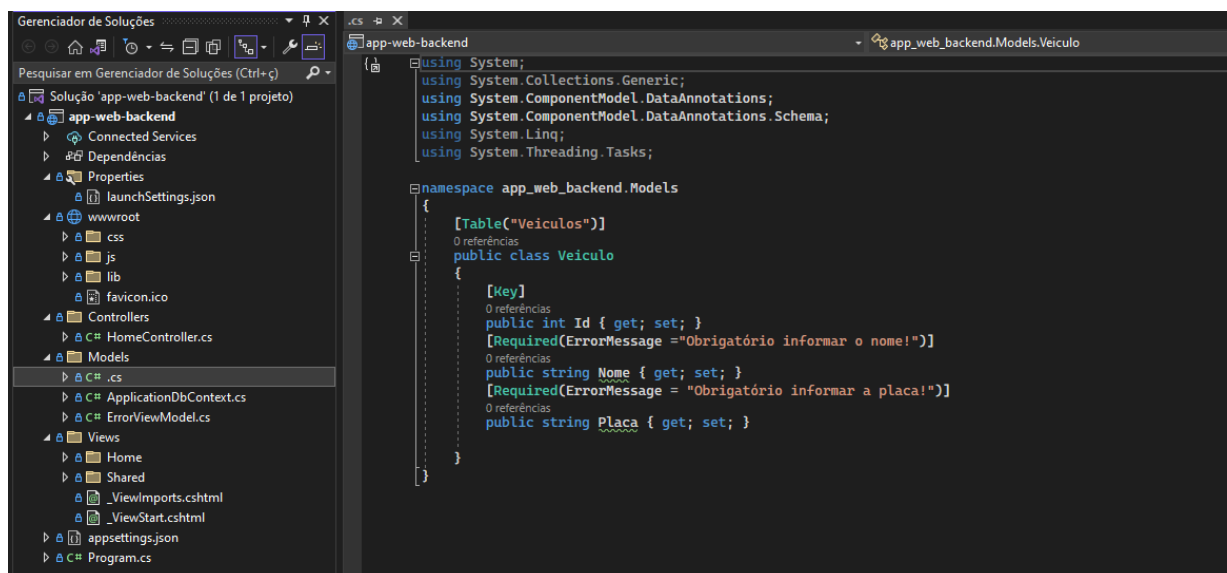 Gerenciador de Soluções
Pesquisar em Gerenciador de Soluções (Ctrl+ç)
Solução 'app-web-backend' (1 de 1 projeto)
app-web-backend
Connected Services
Dependências
Properties
launchSettings.json
wwwroot
css
js
lib
favicon.ico
Controllers
C# HomeController.cs
Models
C# .cs
C# ApplicationDbContext.cs
C# ErrorViewModel.cs
Views
Home
Shared
_ViewImports.cshtml
_ViewStart.cshtml
appsettings.json
C# Program.cs
.cs
app-web-backend
app_web_backend.Models.Veiculo
using System;
using System.Collections.Generic;
using System.ComponentModel.DataAnnotations;
using System.ComponentModel.DataAnnotations.Schema;
using System.Linq;
using System.Threading.Tasks;
namespace app_web_backend.Models
{
[Table("Veiculos")]
0 referências
public class Veiculo
{
[Key]
0 referências
public int Id { get; set; }
[Required(ErrorMessage ="Obrigatório informar o nome!")]
0 referências
public string Nome { get; set; }
[Required(ErrorMessage = "Obrigatório informar a placa!")]
0 referências
public string Placa { get; set; }
}
}